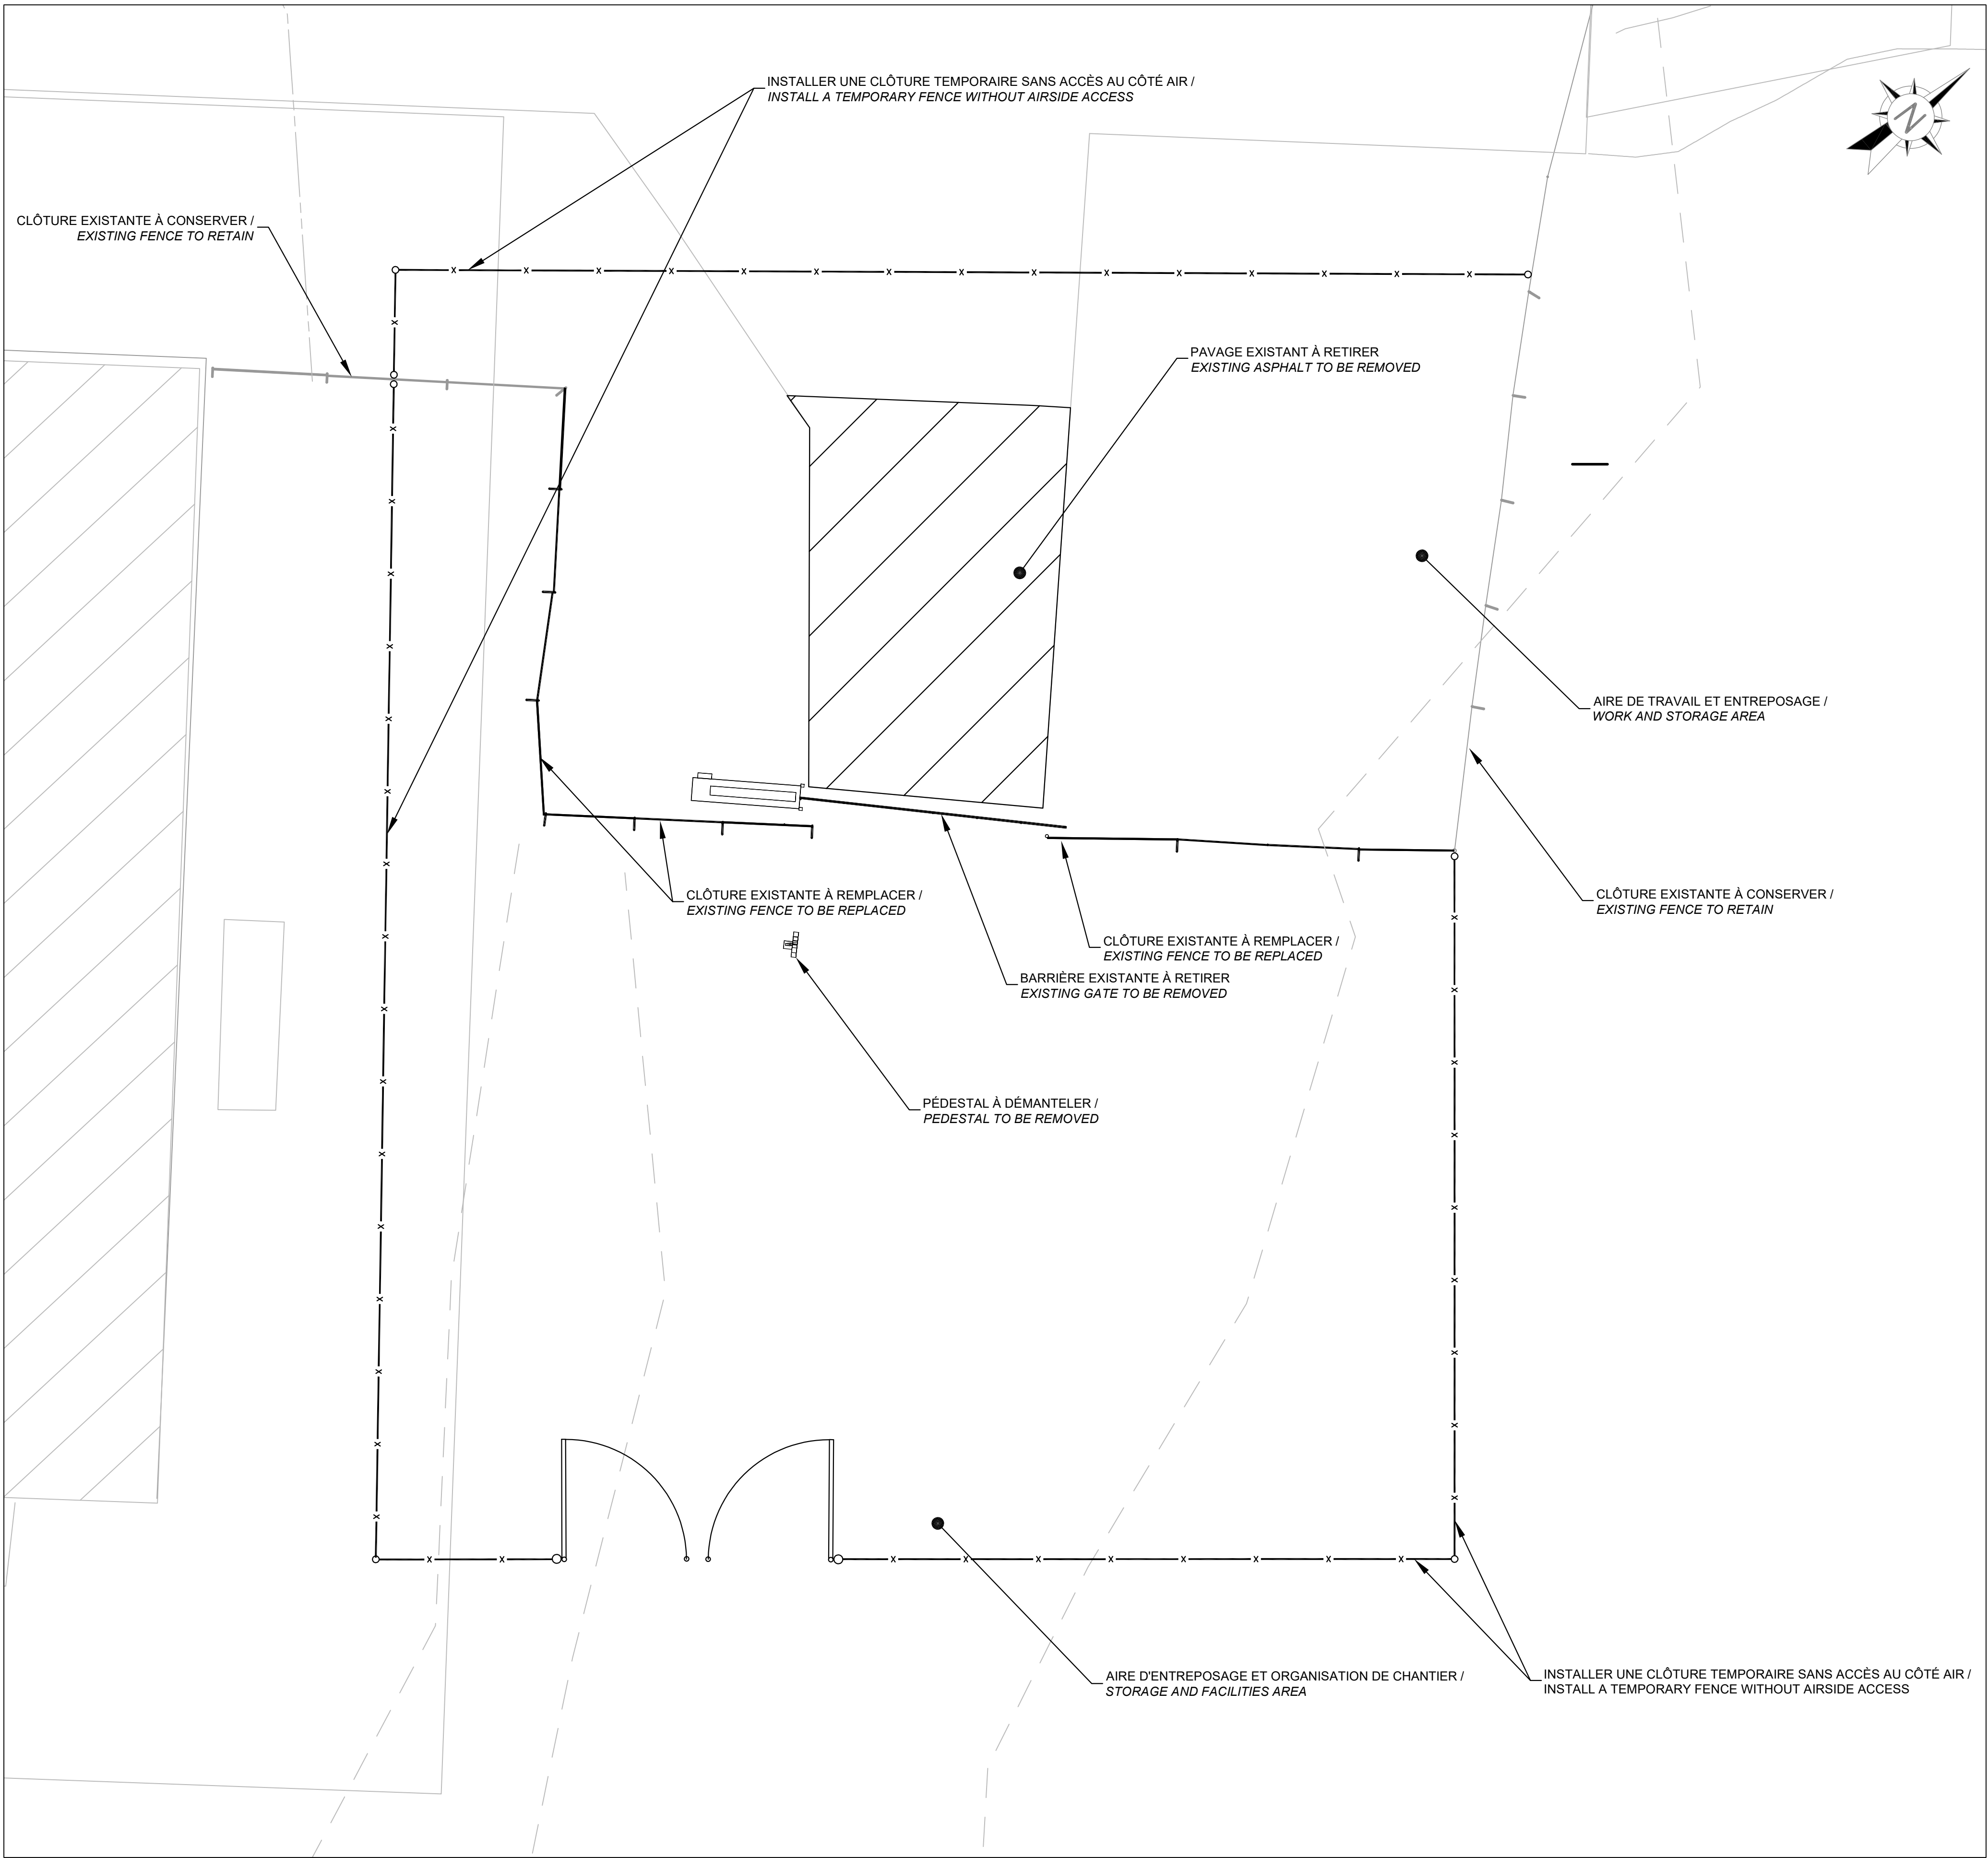 INSTALLER UNE CLÔTURE TEMPORAIRE SANS ACCÈS AU CÔTÉ AIR /
INSTALL A TEMPORARY FENCE WITHOUT AIRSIDE ACCESS
N
CLÔTURE EXISTANTE À CONSERVER /
EXISTING FENCE TO RETAIN
PAVAGE EXISTANT À RETIRER
EXISTING ASPHALT TO BE REMOVED
AIRE DE TRAVAIL ET ENTREPOSAGE /
WORK AND STORAGE AREA
CLÔTURE EXISTANTE À REMPLACER /
EXISTING FENCE TO BE REPLACED
CLÔTURE EXISTANTE À CONSERVER /
EXISTING FENCE TO RETAIN
CLÔTURE EXISTANTE À REMPLACER /
EXISTING FENCE TO BE REPLACED
BARRIÈRE EXISTANTE À RETIRER
EXISTING GATE TO BE REMOVED
PÉDESTAL À DÉMANTELER /
PEDESTAL TO BE REMOVED
AIRE D'ENTREPOSAGE ET ORGANISATION DE CHANTIER /
STORAGE AND FACILITIES AREA
INSTALLER UNE CLÔTURE TEMPORAIRE SANS ACCÈS AU CÔTÉ AIR /
INSTALL A TEMPORARY FENCE WITHOUT AIRSIDE ACCESS